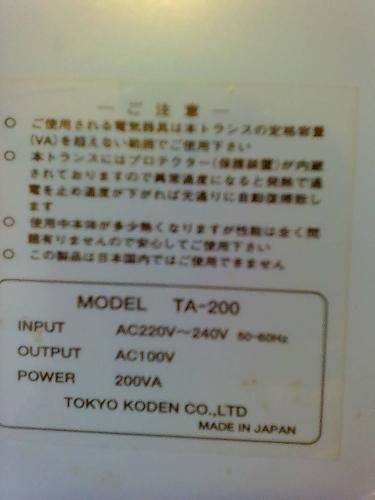 — ご 注 意 —
○ ご使用される電気器具は本トランスの定格容量
(VA)を超えない範囲でご使用下さい
○ 本トランスにはプロテクター(保護装置)が内蔵
されておりますので異常温度になると発熱で通
電を止め温度が下がれば元通りに自動復帰致し
ます
○ 使用中本体が多少熱くなりますが性能は全く問
題有りませんので安心してご使用下さい
○ この製品は日本国内ではご使用できません
MODEL TA-200
INPUT AC220V～240V 50-60Hz
OUTPUT AC100V
POWER 200VA
TOKYO KODEN CO.,LTD
MADE IN JAPAN